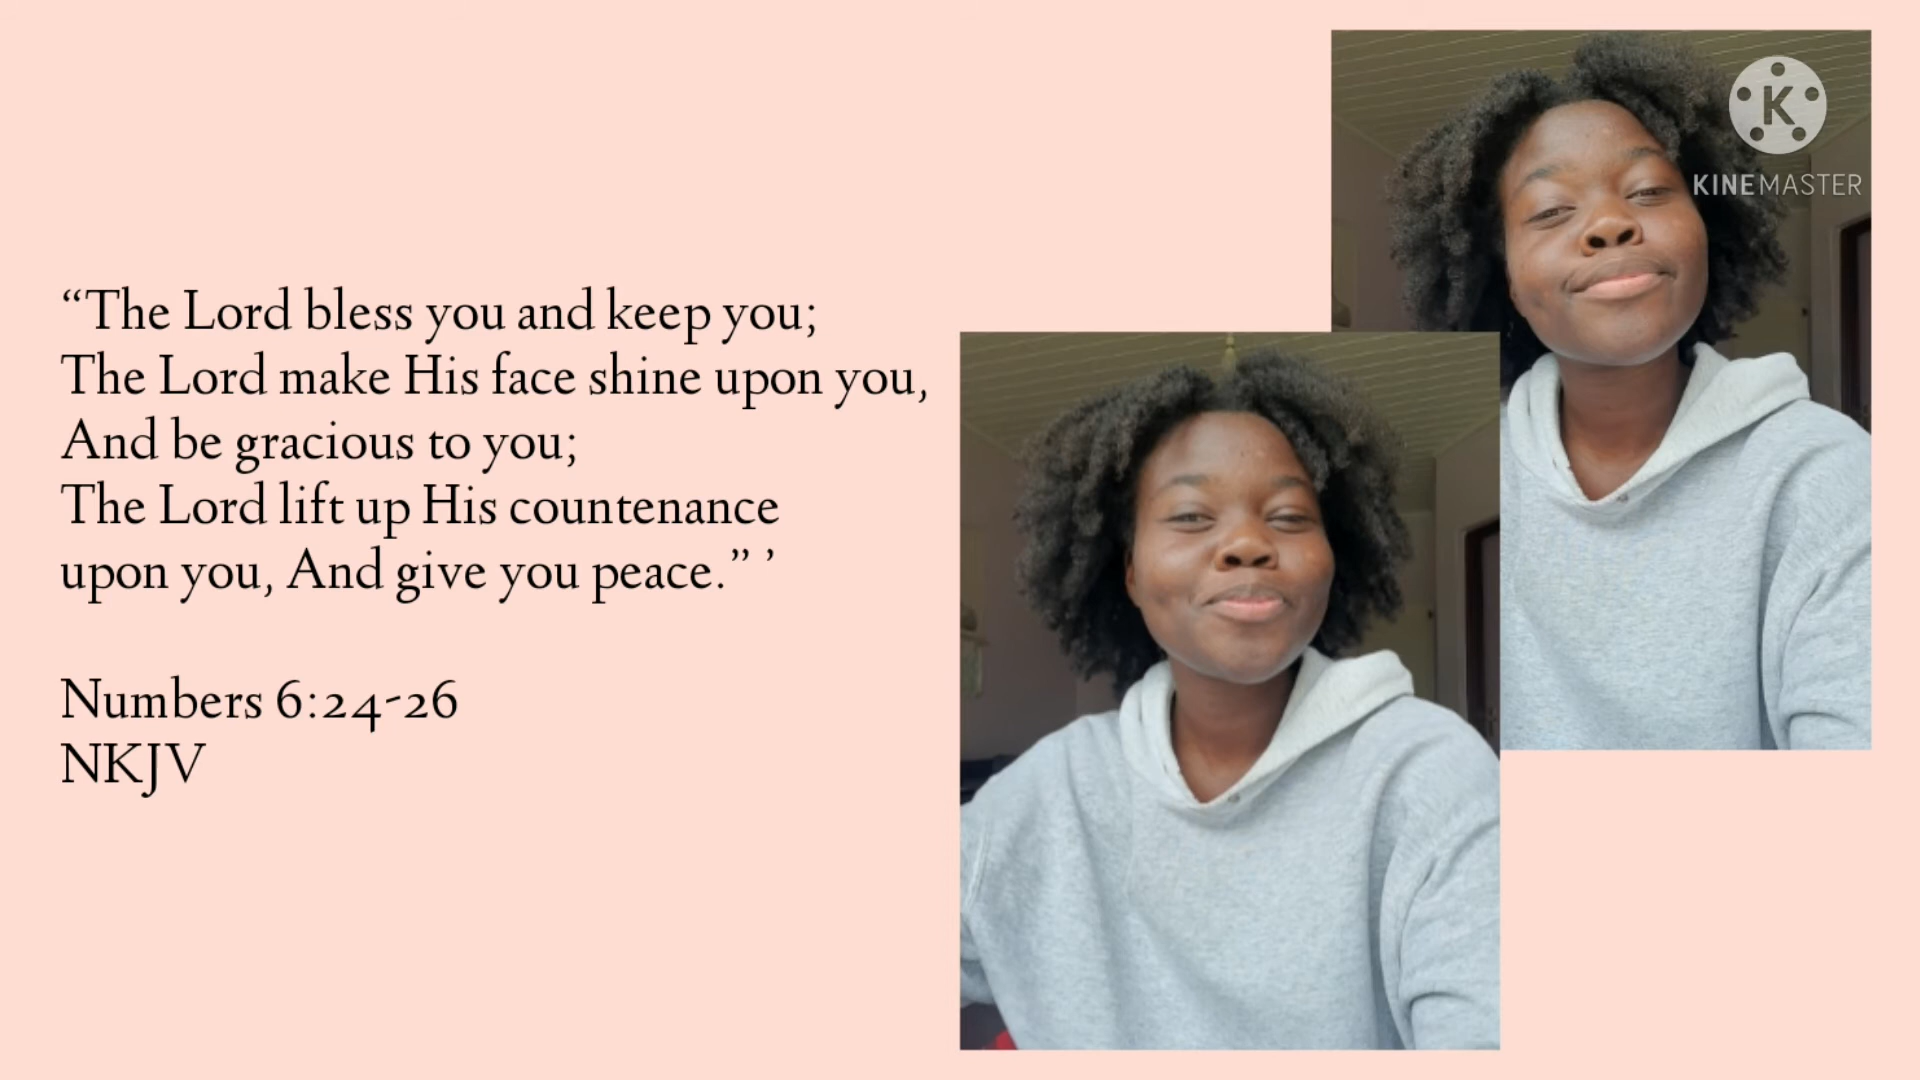 “The Lord bless you and keep you;
The Lord make His face shine upon you,
And be gracious to you;
The Lord lift up His countenance
upon you, And give you peace.” ’
Numbers 6:24-26
NKJV
K
KINEMASTER